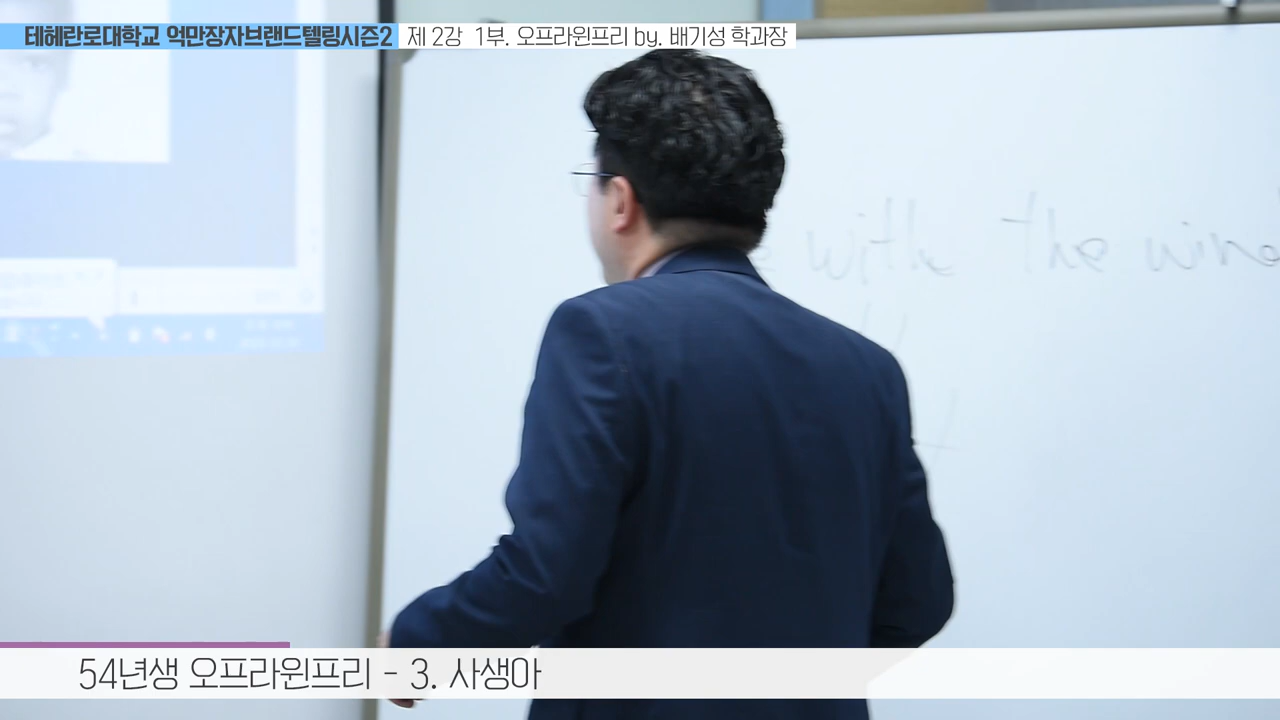 테헤란로대학교 억만장자브랜드텔링시즌2 제 2강 1부. 오프라윈프리 by. 배기성 학과장
with the wind
54년생 오프라윈프리 - 3. 사생아